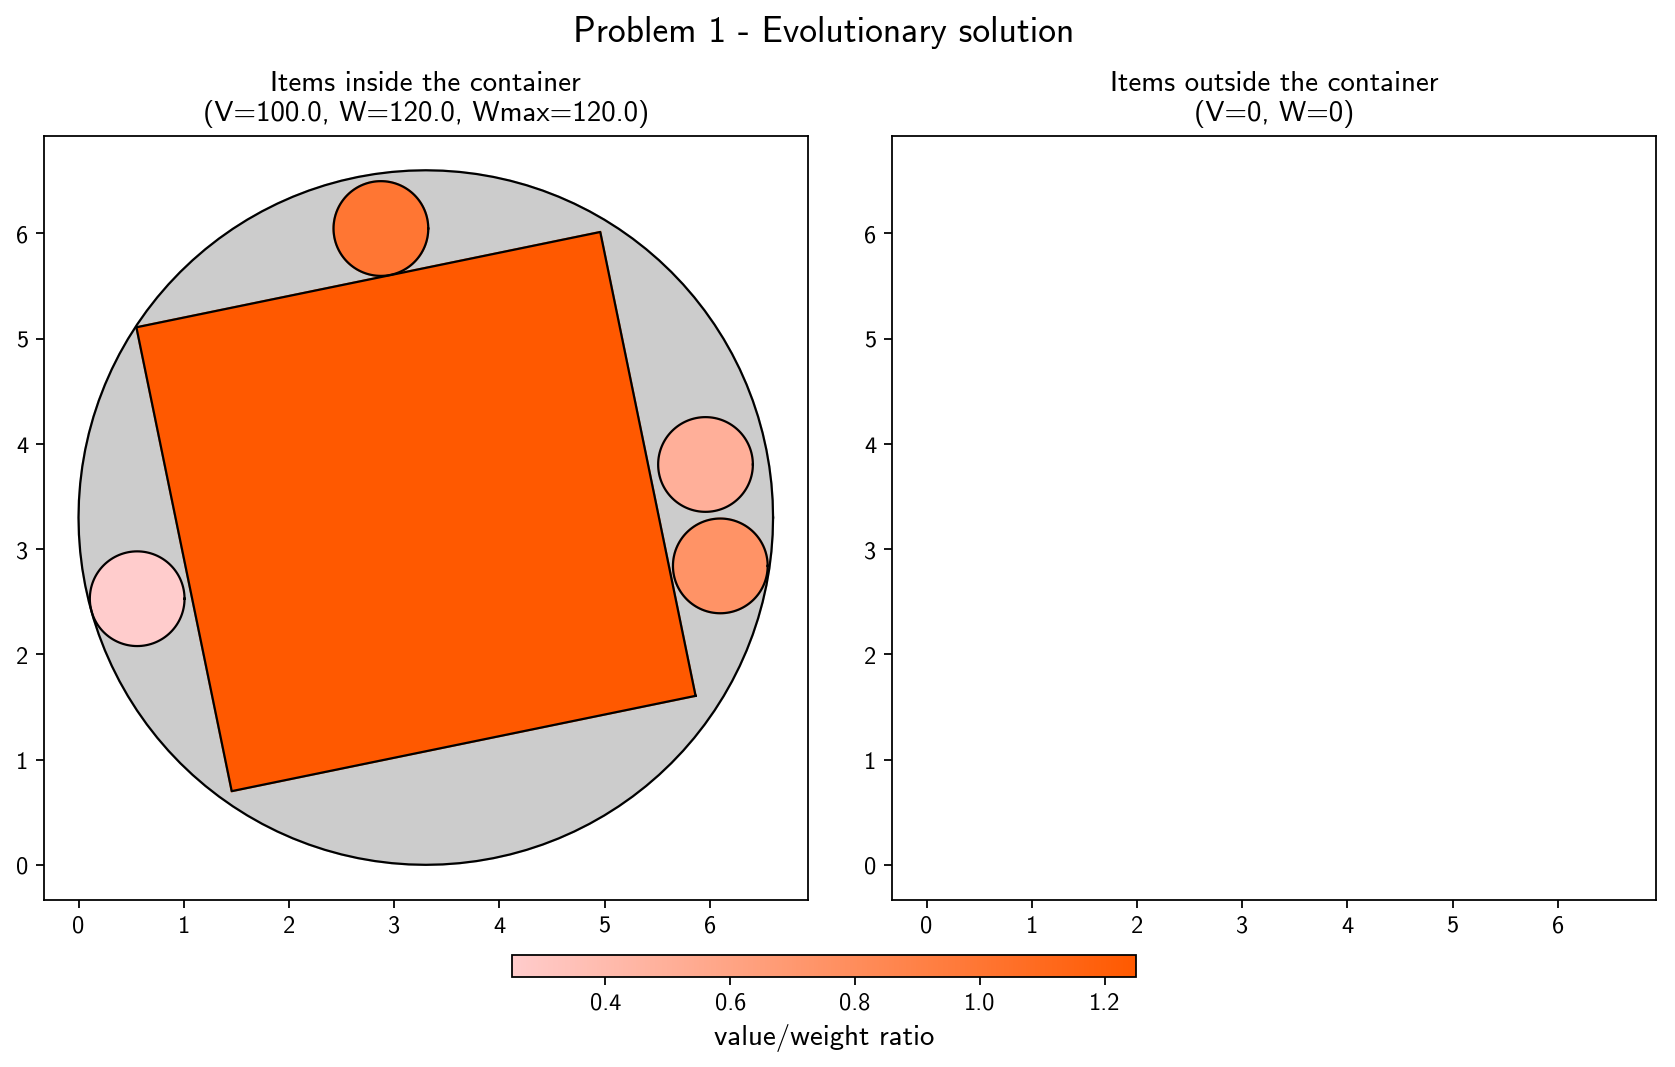 Problem 1 - Evolutionary solution
Items inside the container
(V=100.0, W=120.0, Wmax=120.0)
6
5
4
3
2
1
0
0 1 2 3 4 5 6
Items outside the container
(V=0, W=0)
6
5
4
3
2
1
0
0 1 2 3 4 5 6
0.4 0.6 0.8 1.0 1.2
value/weight ratio